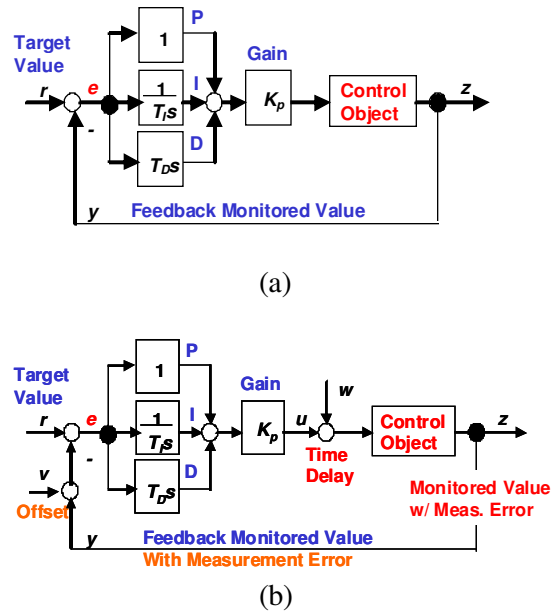 P
Target
Value
Gain
1
r
e
1
T_I s
I
K_p
Control
Object
z
-
D
T_D s
y
Feedback Monitored Value
(a)
P
Target
Value
Gain
1
w
r
e
1
T_I s
I
K_p
u
Control
Object
z
-
D
Time
Delay
v
T_D s
Offset
Monitored Value
w/ Meas. Error
y
Feedback Monitored Value
With Measurement Error
(b)